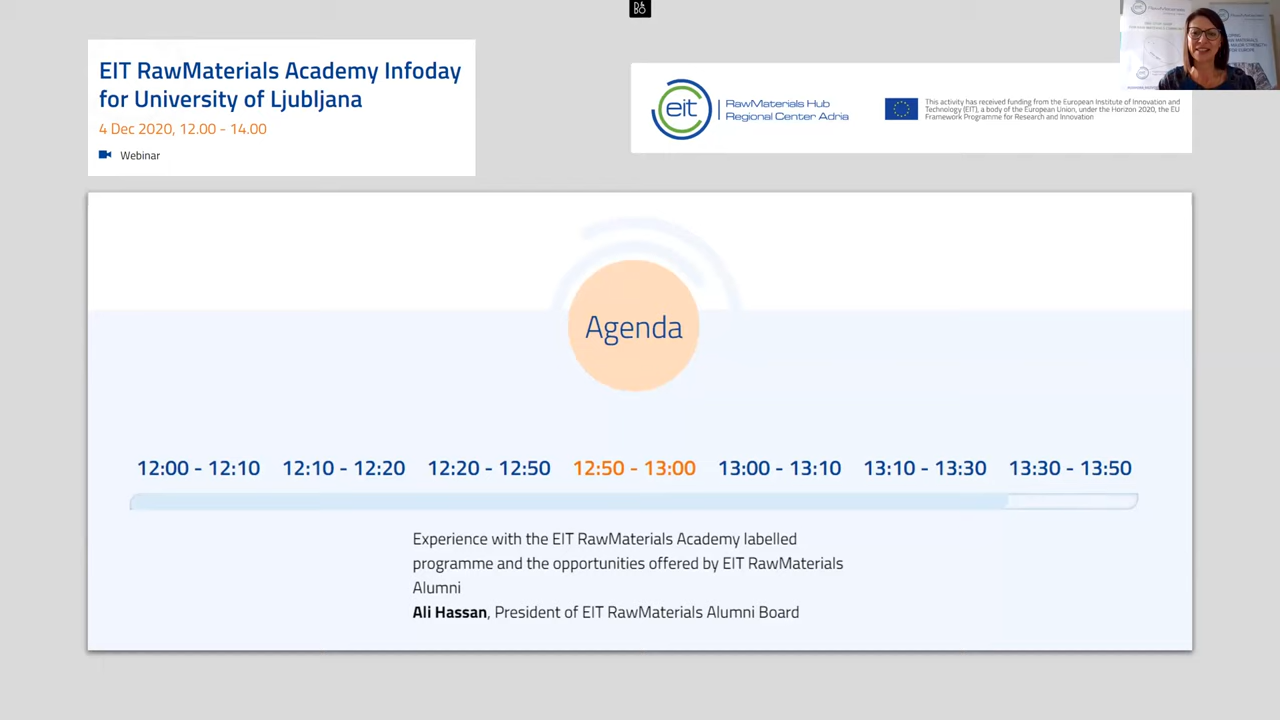 EIT RawMaterials Academy Infoday
for University of Ljubljana
4 Dec 2020, 12.00 - 14.00
Webinar
eit
RawMaterials Hub
Regional Center Adria
This activity has received funding from the European Institute of Innovation and
Technology (EIT), a body of the European Union, under the Horizon 2020, the EU
Framework Programme for Research and Innovation
Agenda
12:00 - 12:10
12:10 - 12:20
12:20 - 12:50
12:50 - 13:00
13:00 - 13:10
13:10 - 13:30
13:30 - 13:50
Experience with the EIT RawMaterials Academy labelled
programme and the opportunities offered by EIT RawMaterials
Alumni
Ali Hassan, President of EIT RawMaterials Alumni Board